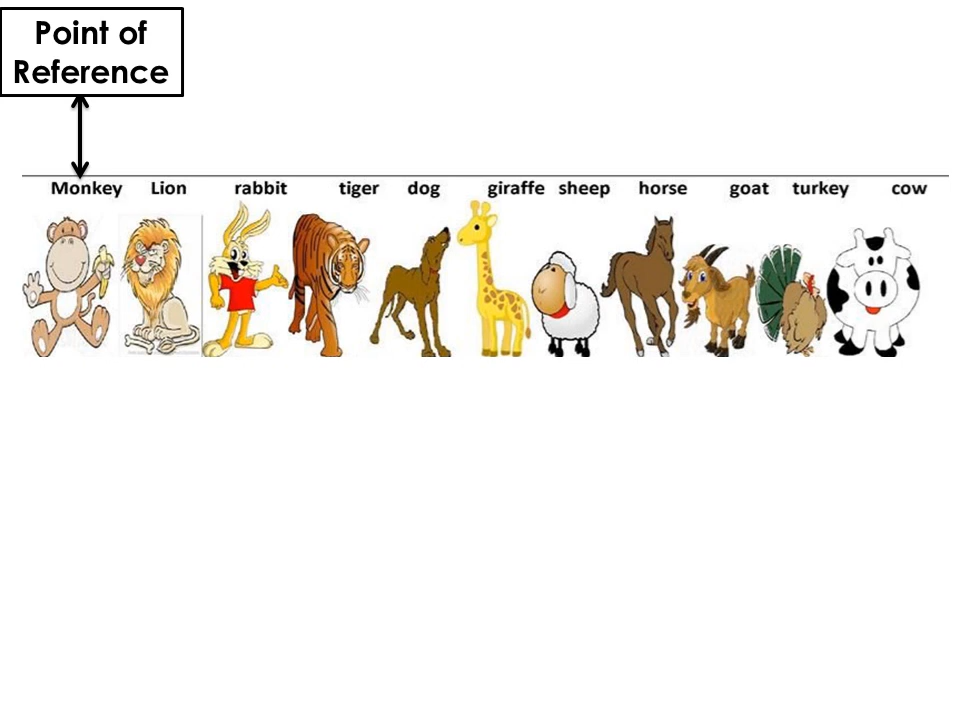 Point of
Reference
Monkey Lion rabbit tiger dog giraffe sheep horse goat turkey cow